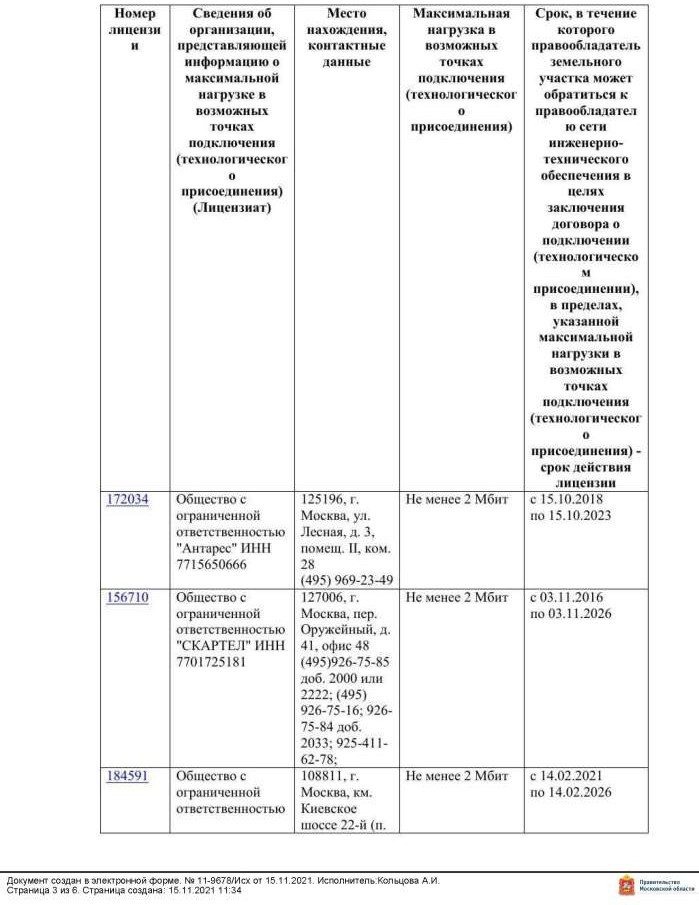 Номер
лицензи
и
Сведения об
организации,
представляющей
информацию о
максимальной
нагрузке в
возможных
точках
подключения
(технологическог
о
присоединения)
(Лицензиат)
Место
нахождения,
контактные
данные
Максимальная
нагрузка в
возможных
точках
подключения
(технологическог
о
присоединения)
Срок, в течение
которого
правообладатель
земельного
участка может
обратиться к
правообладател
ю сети
инженерно-
технического
обеспечения в
целях
заключения
договора о
подключении
(технологическо
м
присоединении),
в пределах,
указанной
максимальной
нагрузки в
возможных
точках
подключения
(технологическог
о
присоединения) -
срок действия
лицензии
172034
Общество с
ограниченной
ответственностью
"Антарес" ИНН
7715650666
125196, г.
Москва, ул.
Лесная, д. 3,
помещ. II, ком.
28
(495) 969-23-49
Не менее 2 Мбит
с 15.10.2018
по 15.10.2023
156710
Общество с
ограниченной
ответственностью
"СКАРТЕЛ" ИНН
7701725181
127006, г.
Москва, пер.
Оружейный, д.
41, офис 48
(495)926-75-85
доб. 2000 или
2222; (495)
926-75-16; 926-
75-84 доб.
2033; 925-411-
62-78;
Не менее 2 Мбит
с 03.11.2016
по 03.11.2026
184591
Общество с
ограниченной
ответственностью
108811, г.
Москва, км.
Киевское
шоссе 22-й (п.
Не менее 2 Мбит
с 14.02.2021
по 14.02.2026
Документ создан в электронной форме. № 11-9678/Исх от 15.11.2021. Исполнитель:Кольцова А.И.
Страница 3 из 6. Страница создана: 15.11.2021 11:34
Правительство
Московской области